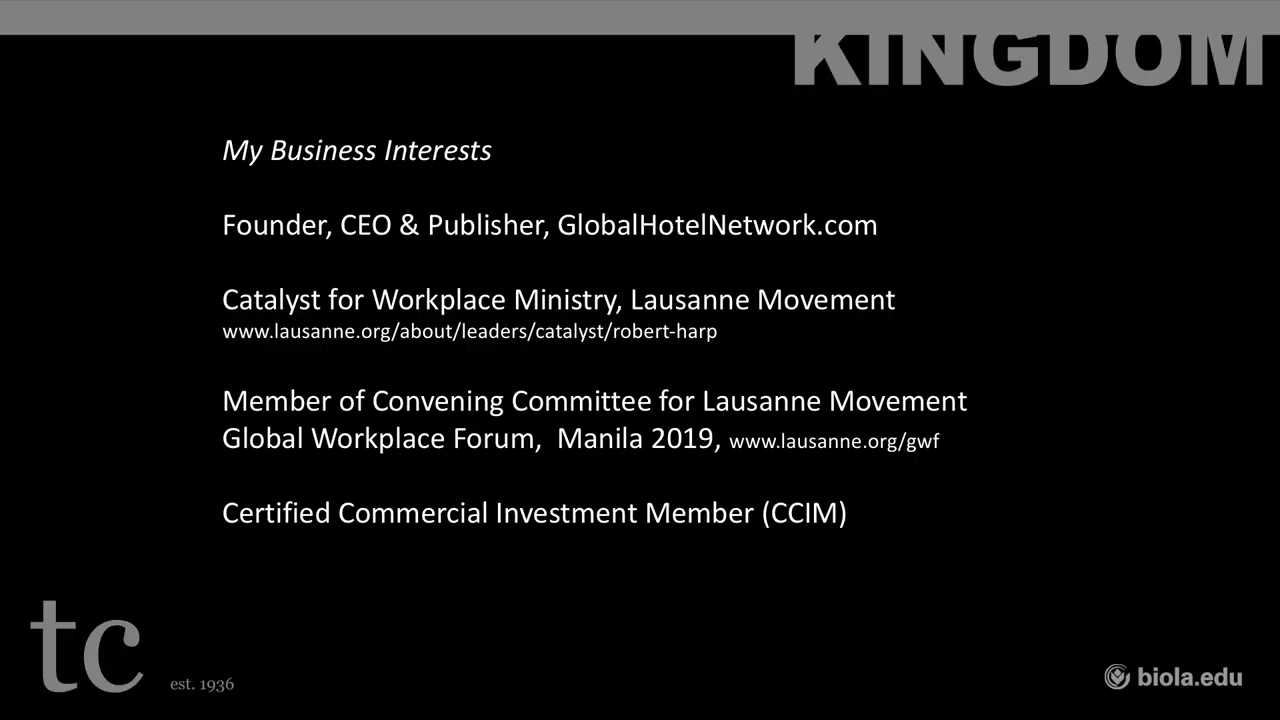 KINGDOM
My Business Interests
Founder, CEO & Publisher, GlobalHotelNetwork.com
Catalyst for Workplace Ministry, Lausanne Movement
www.lausanne.org/about/leaders/catalyst/robert-harp
Member of Convening Committee for Lausanne Movement
Global Workplace Forum, Manila 2019, www.lausanne.org/gwf
Certified Commercial Investment Member (CCIM)
tc est. 1936
biola.edu